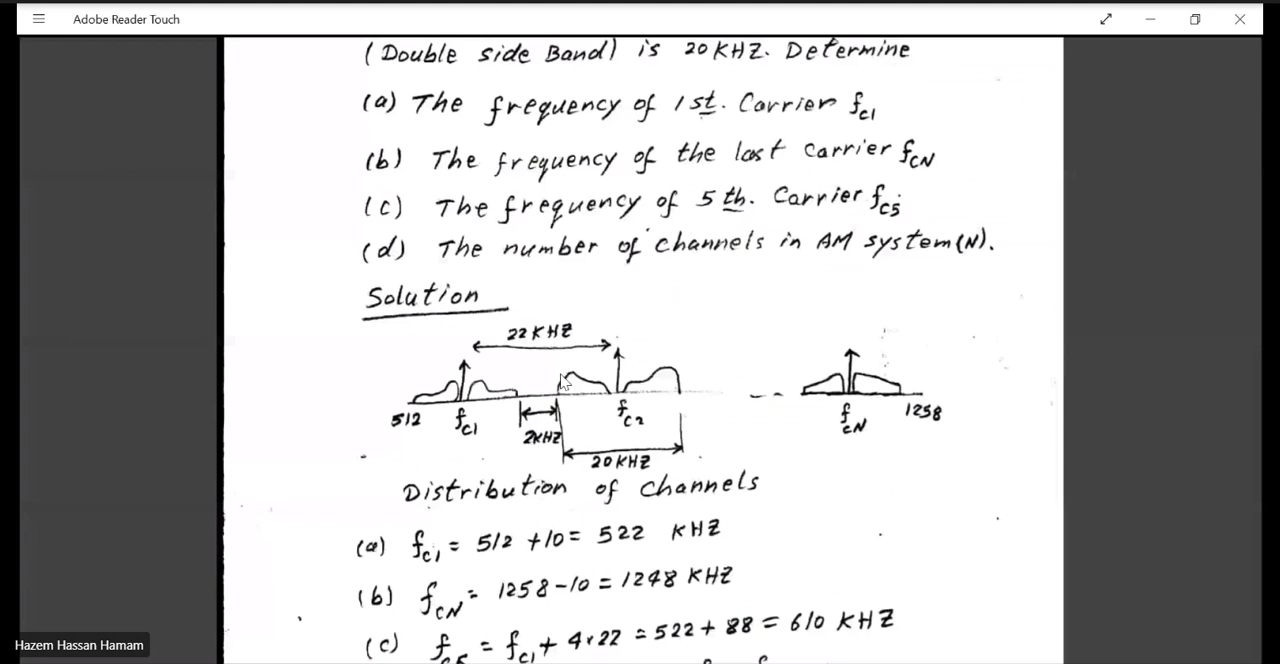 Adobe Reader Touch
(Double side Band) is 20 KHZ. Determine
(a) The frequency of 1st. Carrier fc1
(b) The frequency of the last carrier fcN
(c) The frequency of 5th. Carrier fc5
(d) The number of channels in AM system (N).
Solution
22 KHZ
512 fc1 2KHZ fc2 fcN 1258
20 KHZ
Distribution of channels
(a) fc1 = 512 + 10 = 522 KHZ
(b) fcN = 1258 - 10 = 1248 KHZ
(c) fc5 = fc1 + 4x22 = 522 + 88 = 610 KHZ
Hazem Hassan Hamam